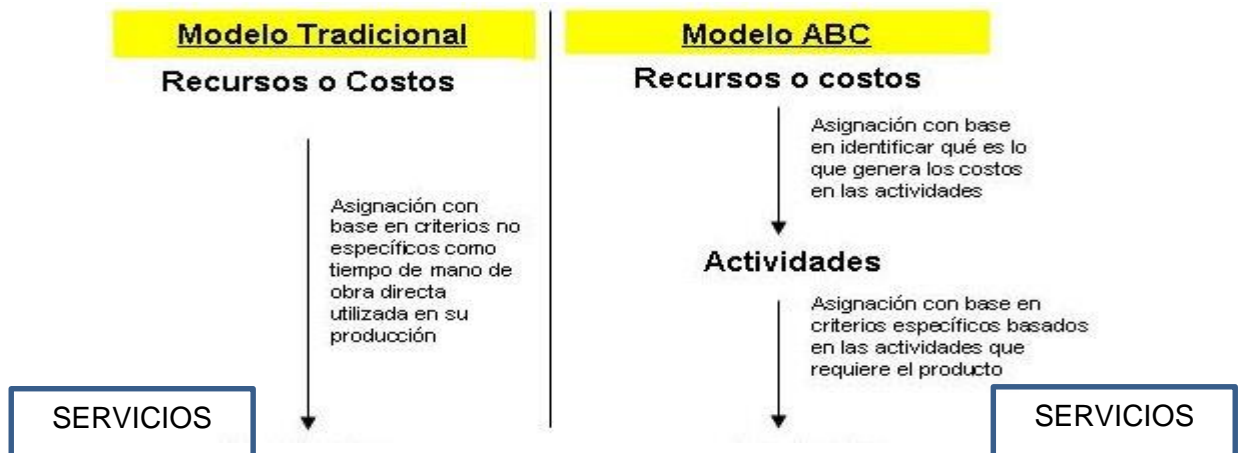 Modelo Tradicional
Recursos o Costos
Asignación con
base en criterios no
específicos como
tiempo de mano de
obra directa
utilizada en su
producción
SERVICIOS
Modelo ABC
Recursos o costos
Asignación con base
en identificar qué es lo
que genera los costos
en las actividades
Actividades
Asignación con base en
criterios específicos basados
en las actividades que
requiere el producto
SERVICIOS